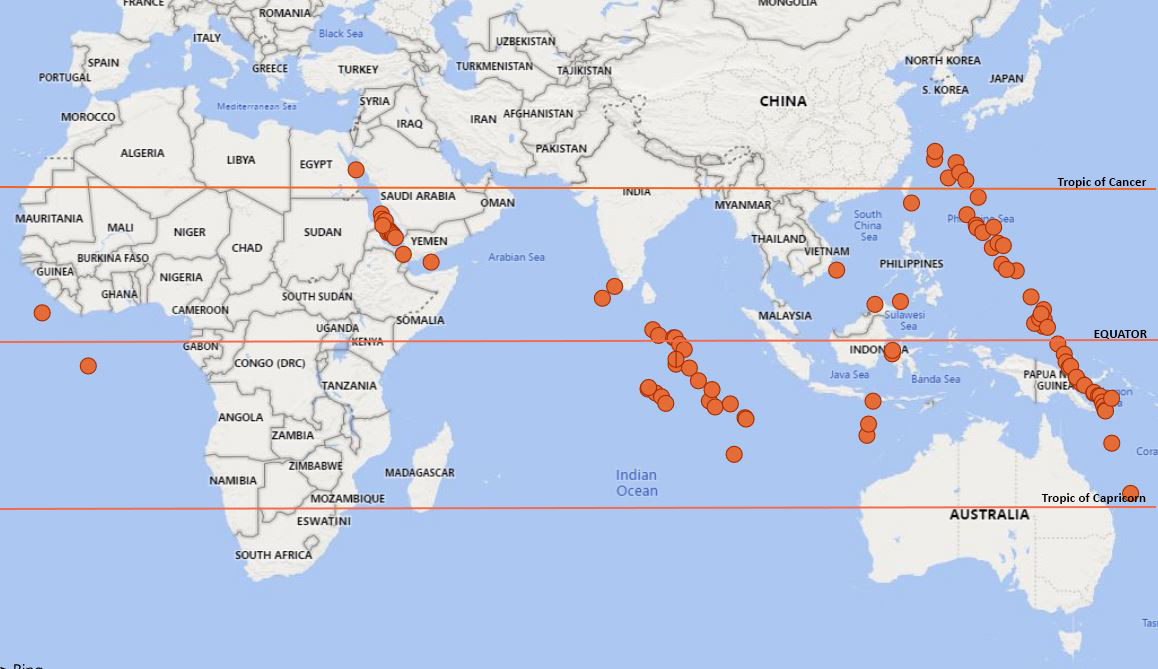 FRANCE
MONGOLIA
ROMANIA
ITALY
Black Sea
UZBEKISTAN
SPAIN
GREECE
TURKEY
TURKMENISTAN
TAJIKISTAN
NORTH KOREA
PORTUGAL
JAPAN
S. KOREA
Mediterranean Sea
SYRIA
CHINA
MOROCCO
IRAQ
IRAN
AFGHANISTAN
ALGERIA
LIBYA
EGYPT
PAKISTAN
Tropic of Cancer
SAUDI ARABIA
INDIA
OMAN
MYANMAR
MAURITANIA
MALI
NIGER
CHAD
SUDAN
YEMEN
South
China
Sea
Sea
THAILAND
VIETNAM
BURKINA FASO
Arabian Sea
PHILIPPINES
GUINEA
NIGERIA
GHANA
SOUTH SUDAN
CAMEROON
SOMALIA
MALAYSIA
Sulawesi
Sea
UGANDA
EQUATOR
GABON
KENYA
CONGO (DRC)
Java Sea
Banda Sea
PAPUA N
GUINEA
TANZANIA
ANGOLA
ZAMBIA
ZIMBABWE
MADAGASCAR
NAMIBIA
Indian
Ocean
MOZAMBIQUE
Tropic of Capricorn
ESWATINI
AUSTRALIA
SOUTH AFRICA